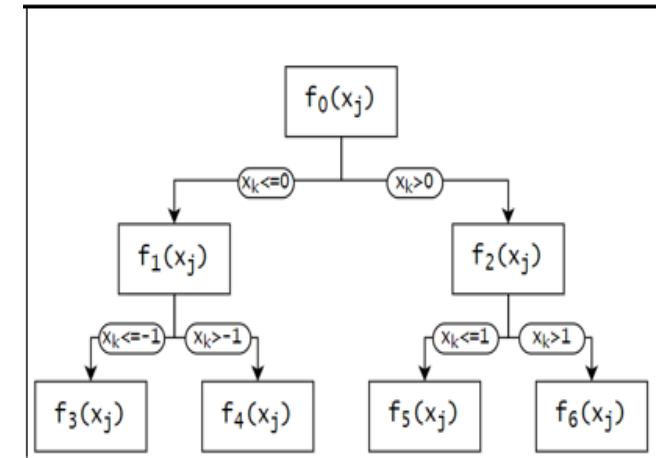 f₀(xⱼ)
xₖ<=0 xₖ>0
f₁(xⱼ) f₂(xⱼ)
xₖ<=-1 xₖ>-1 xₖ<=1 xₖ>1
f₃(xⱼ) f₄(xⱼ) f₅(xⱼ) f₆(xⱼ)